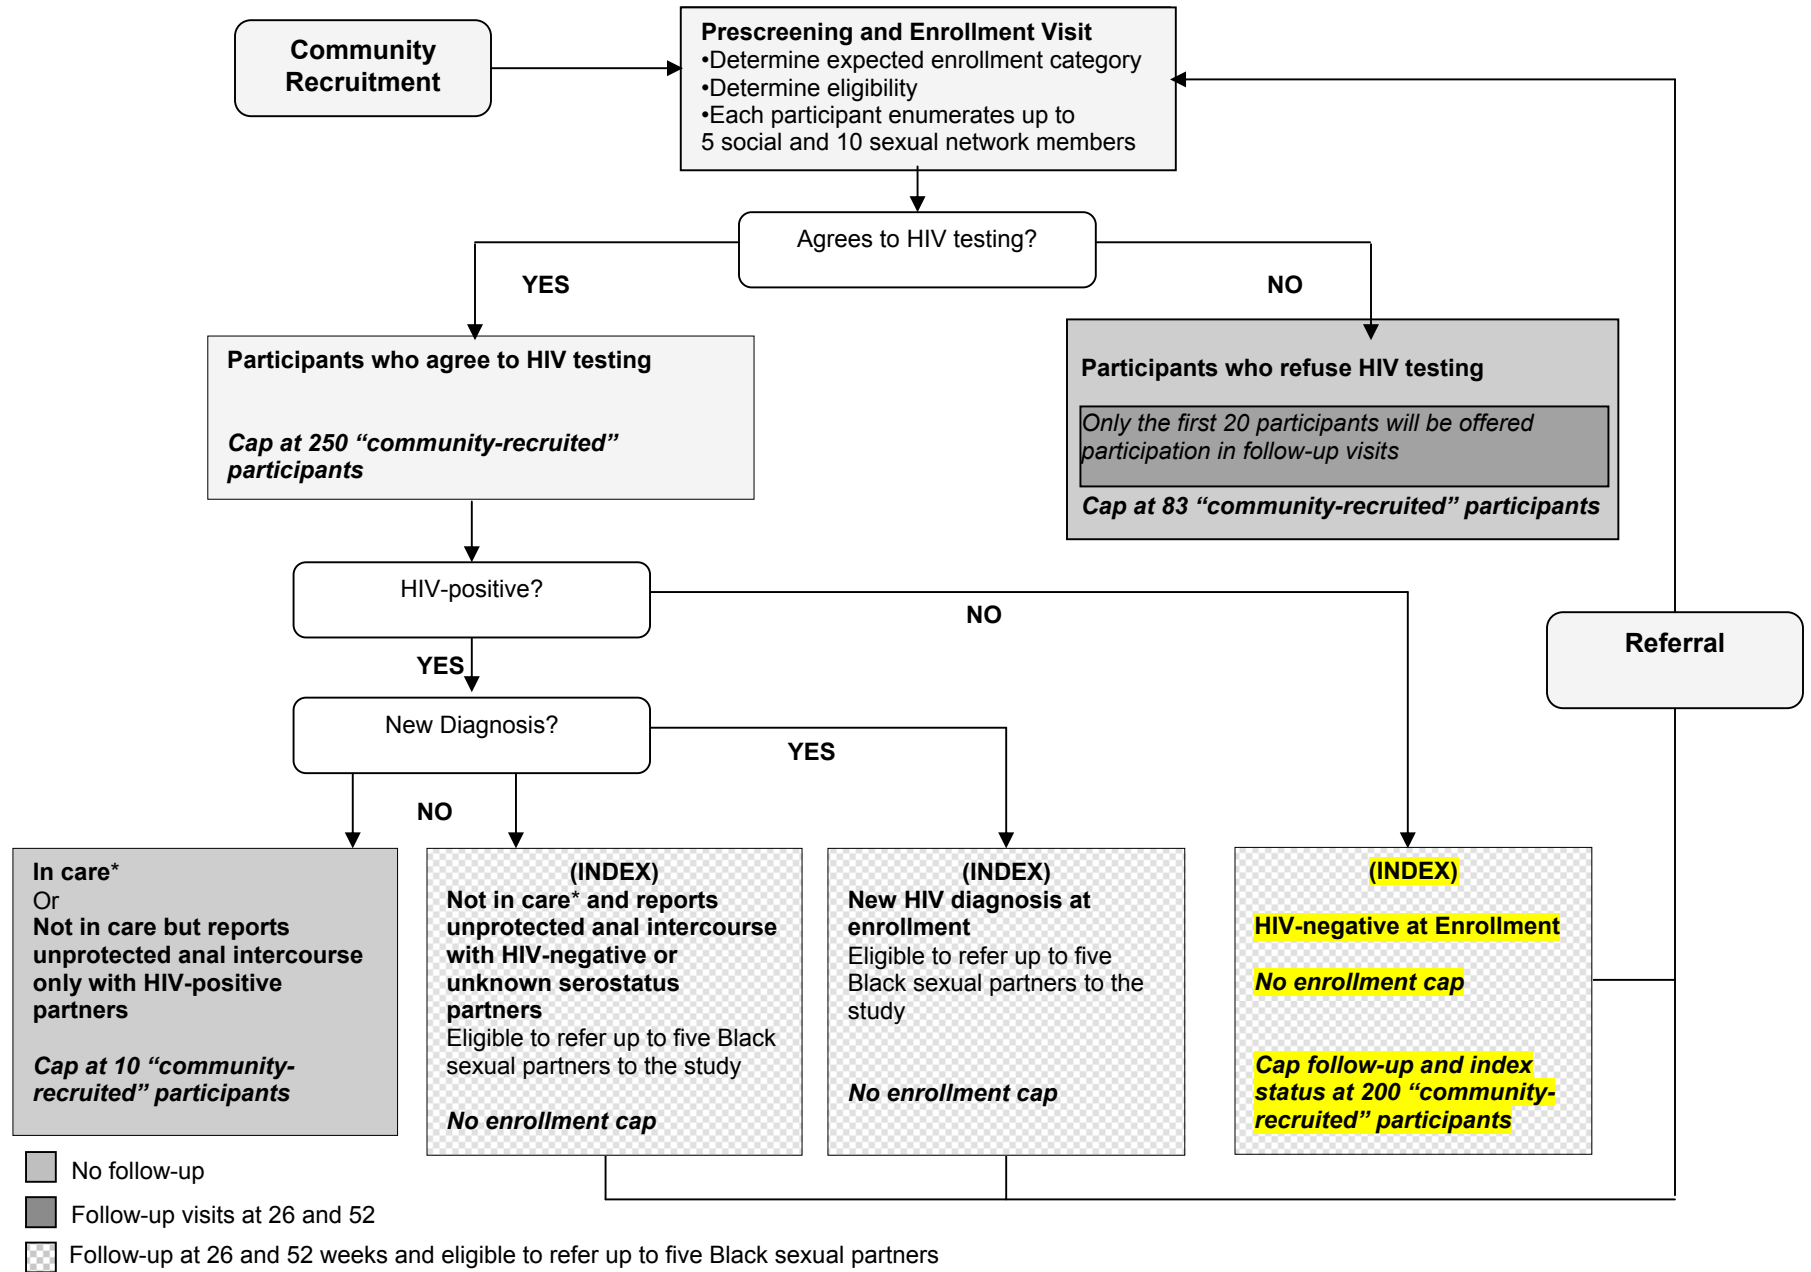 Community
Recruitment
Prescreening and Enrollment Visit
•Determine expected enrollment category
•Determine eligibility
•Each participant enumerates up to
5 social and 10 sexual network members
Agrees to HIV testing?
YES
NO
Participants who agree to HIV testing
Cap at 250 “community-recruited”
participants
Participants who refuse HIV testing
Only the first 20 participants will be offered
participation in follow-up visits
Cap at 83 “community-recruited” participants
HIV-positive?
NO
YES
Referral
New Diagnosis?
YES
NO
In care*
Or
Not in care but reports
unprotected anal intercourse
only with HIV-positive
partners
Cap at 10 “community-
recruited” participants
(INDEX)
Not in care* and reports
unprotected anal intercourse
with HIV-negative or
unknown serostatus
partners
Eligible to refer up to five Black
sexual partners to the study
No enrollment cap
(INDEX)
New HIV diagnosis at
enrollment
Eligible to refer up to five
Black sexual partners to the
study
No enrollment cap
(INDEX)
HIV-negative at Enrollment
No enrollment cap
Cap follow-up and index
status at 200 “community-
recruited” participants
No follow-up
Follow-up visits at 26 and 52
Follow-up at 26 and 52 weeks and eligible to refer up to five Black sexual partners